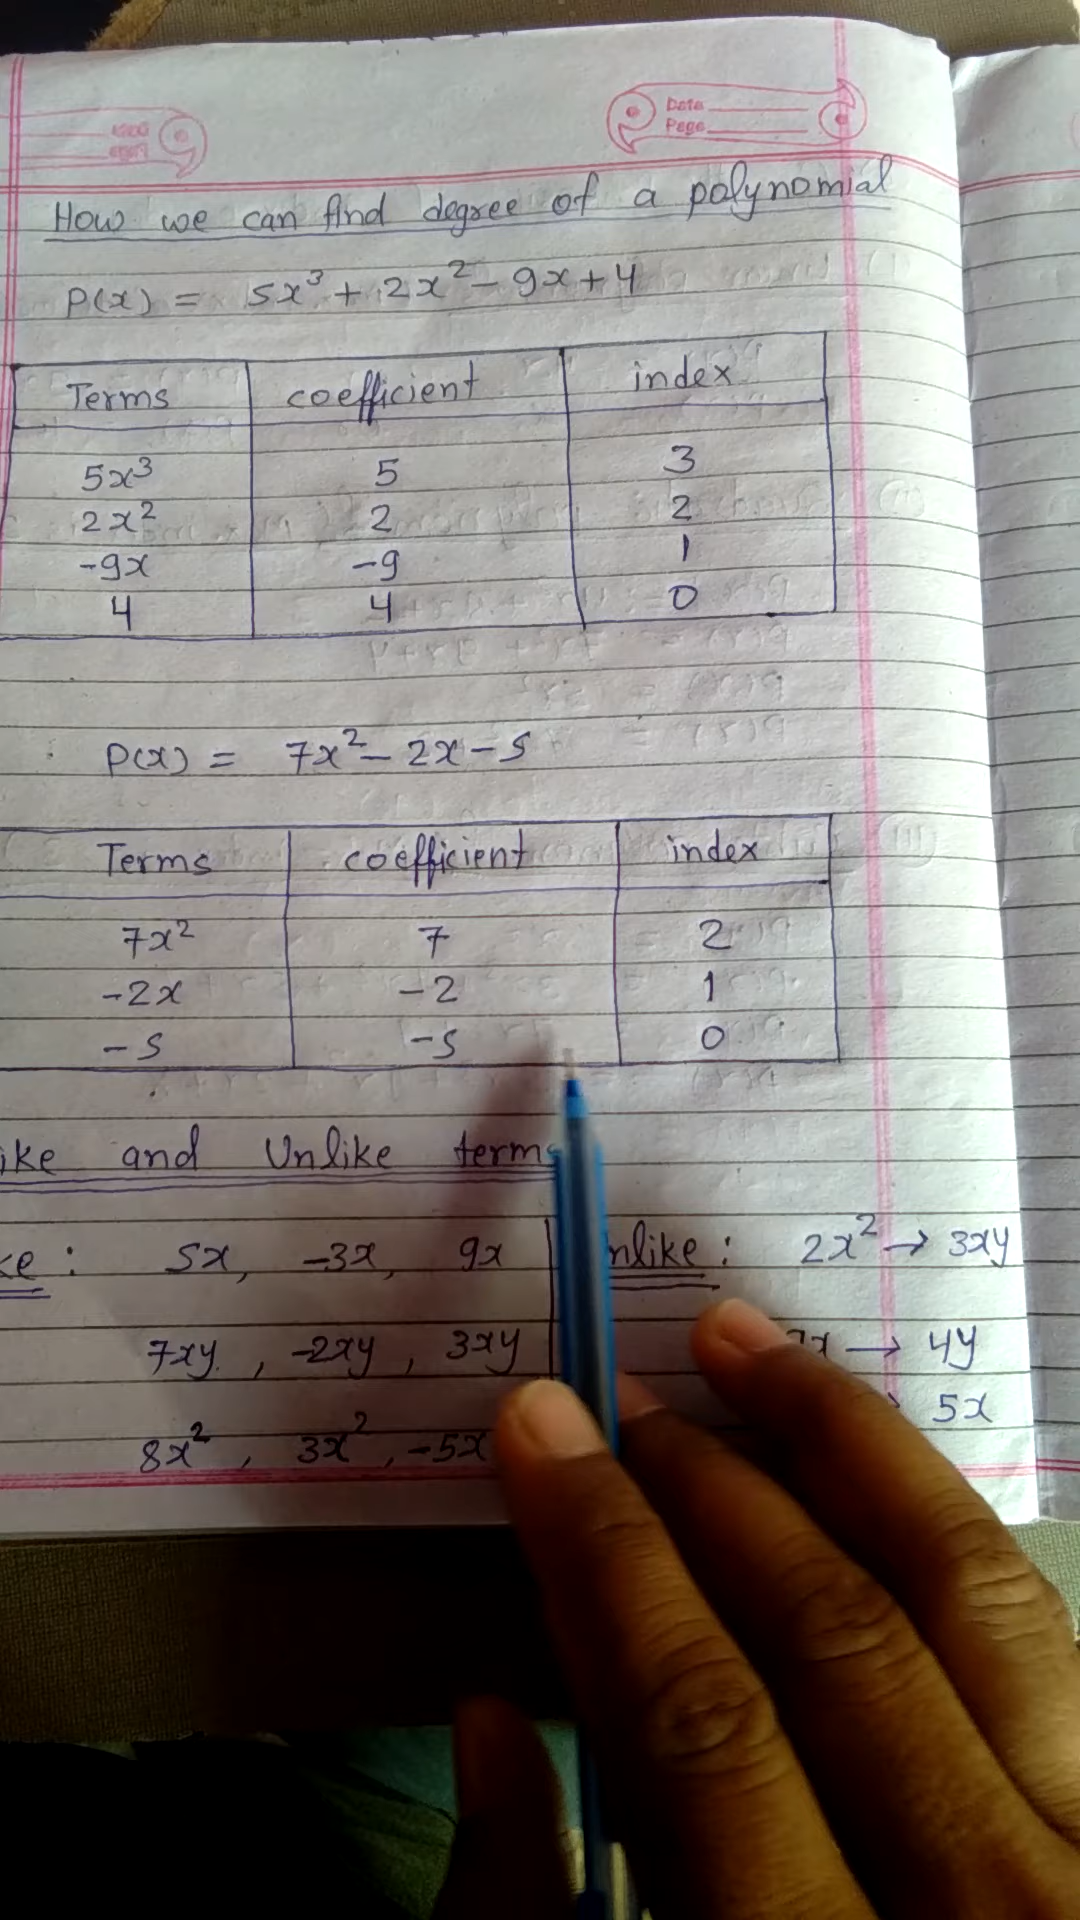 Date
Page
How we can find degree of a polynomial
P(x) = 5x³ + 2x² - 9x + 4
Terms coefficient index
5x³ 5 3
2x² 2 2
-9x -9 1
4 4 0
P(x) = 7x² - 2x - 5
Terms coefficient index
7x² 7 2
-2x -2 1
-5 -5 0
ike and Unlike terms
ke : 5x, -3x, 9x nlike : 2x² → 3xy
7xy, -2xy, 3xy x → 4y
5x
8x², 3x², -5x